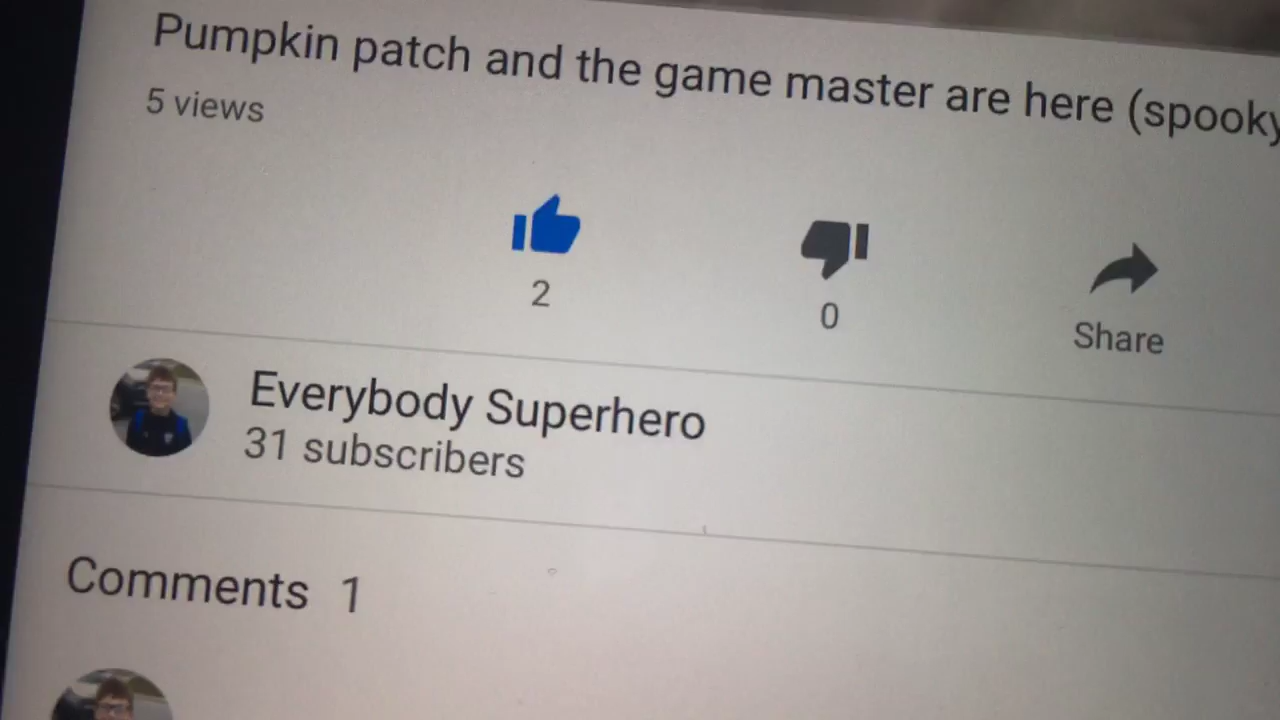 Pumpkin patch and the game master are here (spooky
5 views
2
0
Share
Everybody Superhero
31 subscribers
Comments 1